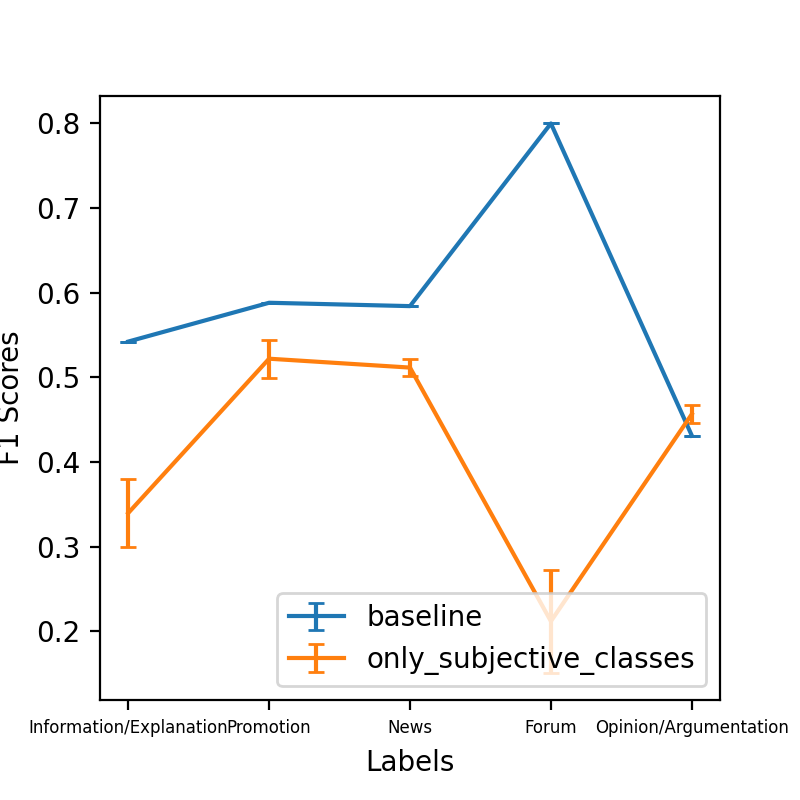 0.8
0.7
0.6
0.5
0.4
0.3
0.2
F1 Scores
baseline
only_subjective_classes
Information/Explanation Promotion News Forum Opinion/Argumentation
Labels